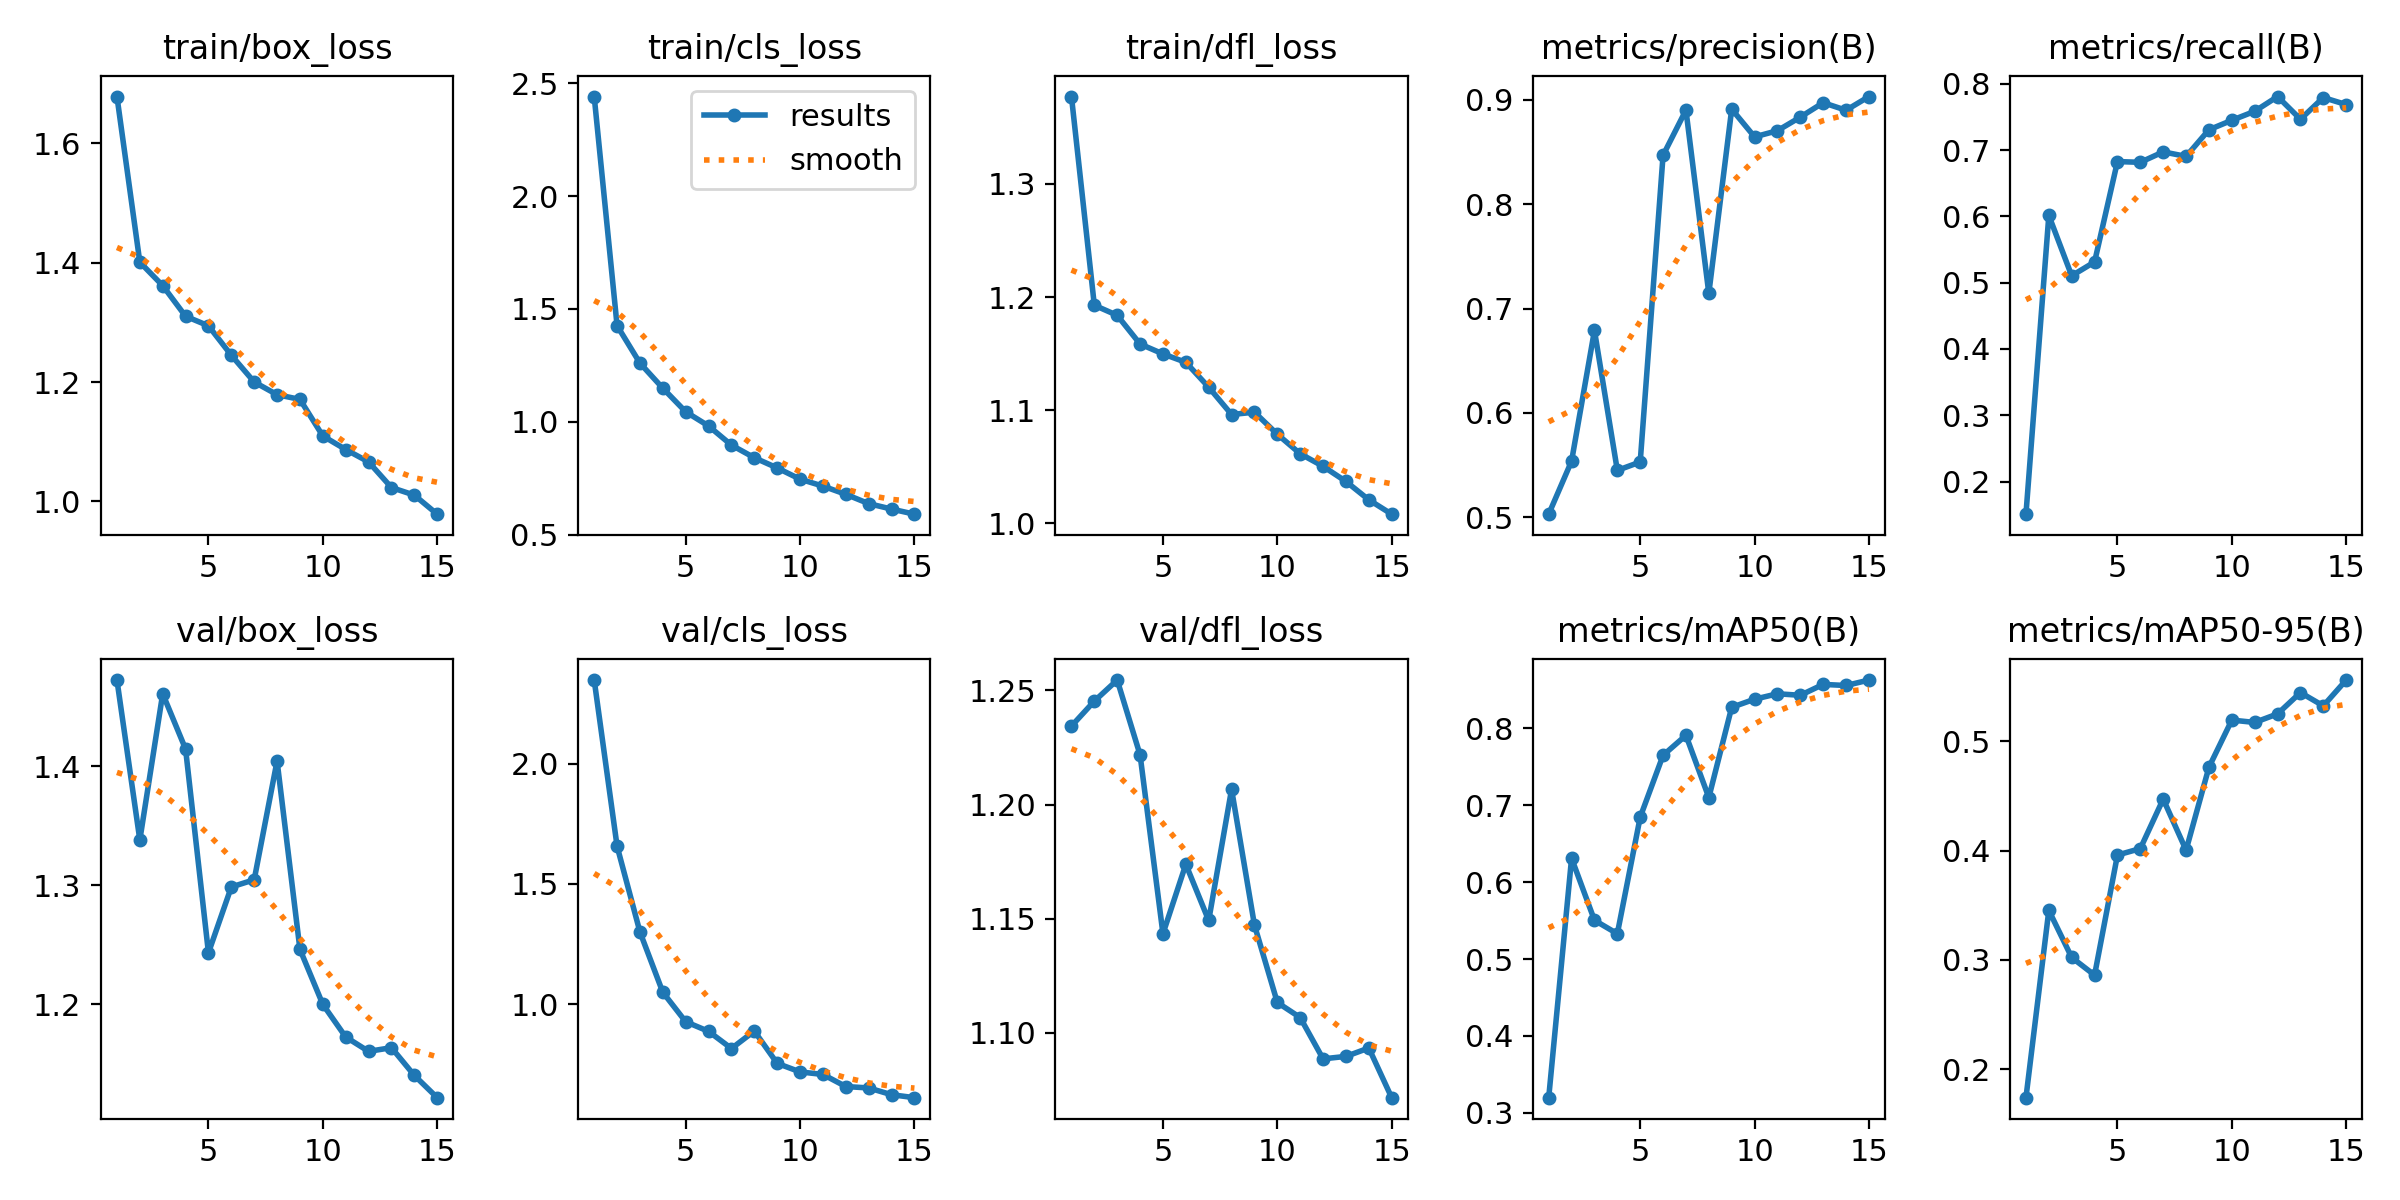 train/box_loss
1.6
1.4
1.2
1.0
5 10 15
train/cls_loss
results
smooth
2.5
2.0
1.5
1.0
0.5
5 10 15
train/dfl_loss
1.3
1.2
1.1
1.0
5 10 15
metrics/precision(B)
0.9
0.8
0.7
0.6
0.5
5 10 15
metrics/recall(B)
0.8
0.7
0.6
0.5
0.4
0.3
0.2
5 10 15
val/box_loss
1.4
1.3
1.2
5 10 15
val/cls_loss
2.0
1.5
1.0
5 10 15
val/dfl_loss
1.25
1.20
1.15
1.10
5 10 15
metrics/mAP50(B)
0.8
0.7
0.6
0.5
0.4
0.3
5 10 15
metrics/mAP50-95(B)
0.5
0.4
0.3
0.2
5 10 15